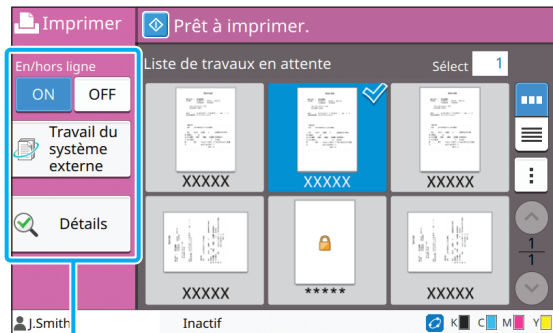 Imprimer
Prêt à imprimer.
En/hors ligne
ON OFF
Travail du
système
externe
Détails
Liste de travaux en attente
Sélect 1
XXXXX XXXXX XXXXX
XXXXX ***** XXXXX
1
1
J.Smith
Inactif
K C M Y